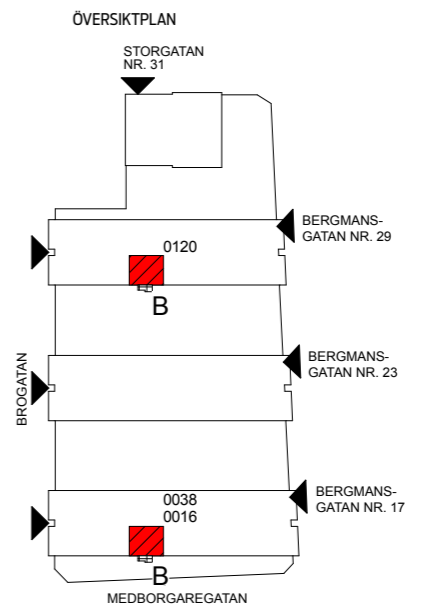 ÖVERSIKTPLAN
STORGATAN
NR. 31
BERGMANS-
GATAN NR. 29
0120
B
BROGATAN
BERGMANS-
GATAN NR. 23
0038
0016
BERGMANS-
GATAN NR. 17
B
MEDBORGAREGATAN